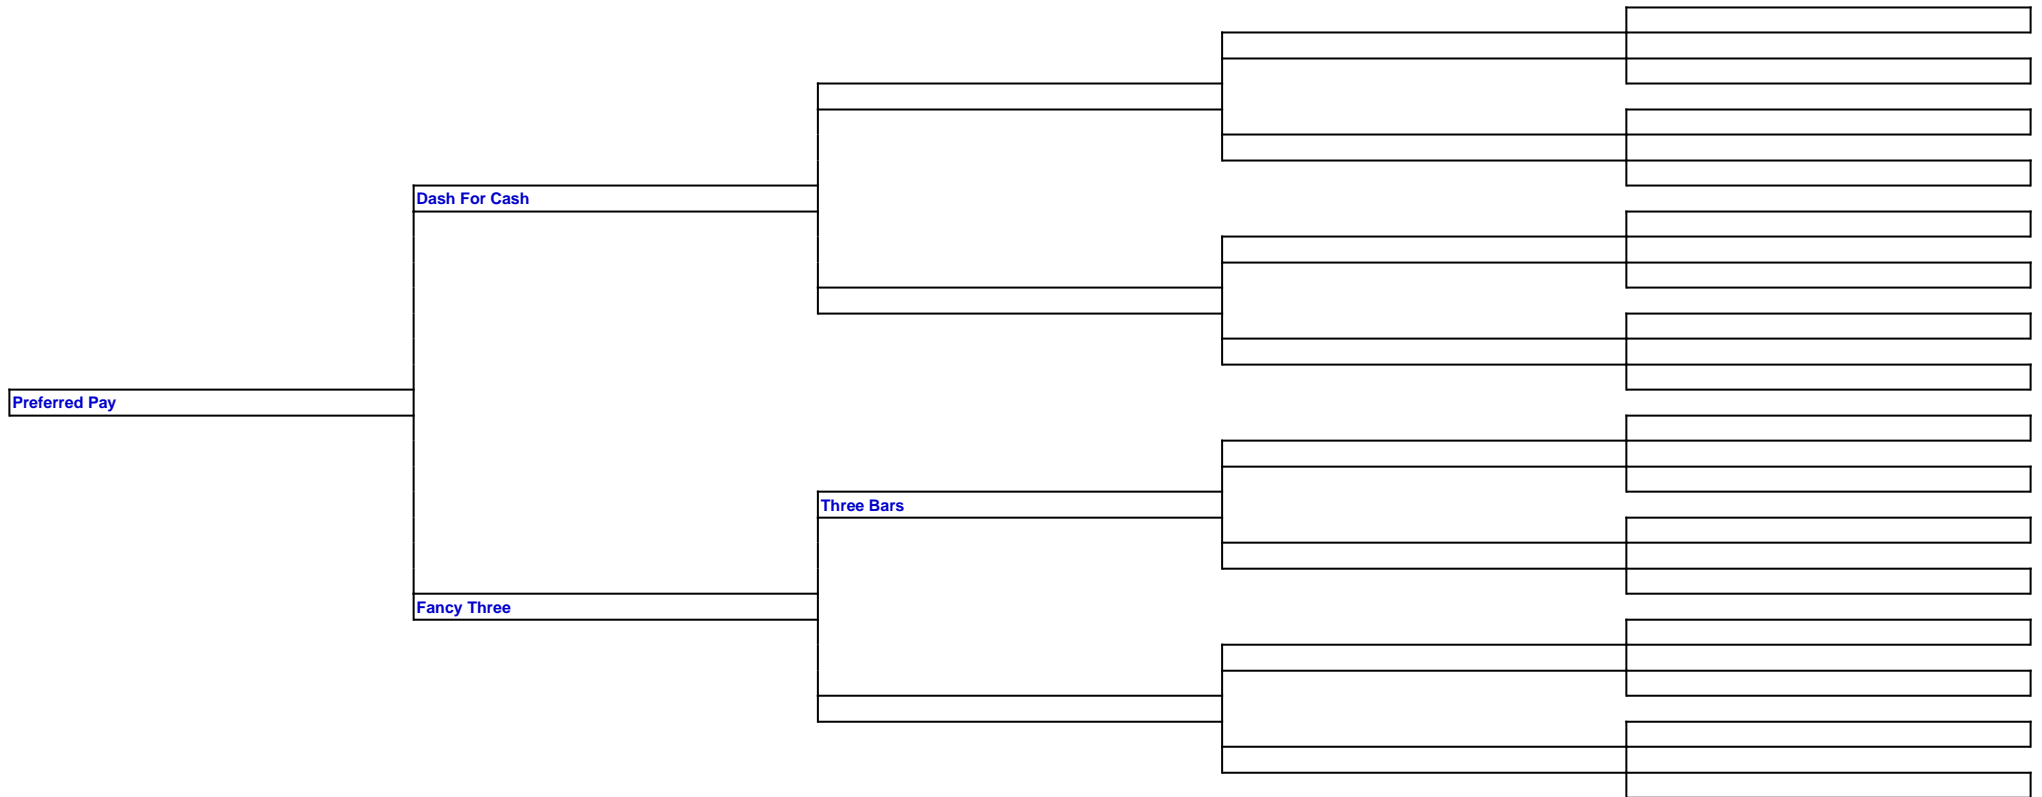 Dash For Cash
Preferred Pay
Three Bars
Fancy Three